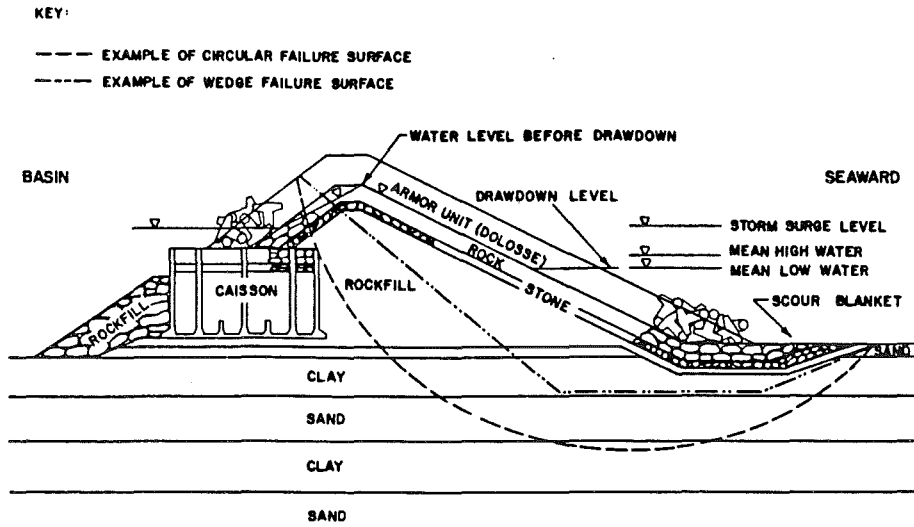 KEY:
EXAMPLE OF CIRCULAR FAILURE SURFACE
EXAMPLE OF WEDGE FAILURE SURFACE
WATER LEVEL BEFORE DRAWDOWN
BASIN
SEAWARD
ARMOR UNIT (DOLOSSE)
DRAWDOWN LEVEL
STORM SURGE LEVEL
MEAN HIGH WATER
MEAN LOW WATER
ROCK
CAISSON
ROCKFILL
STONE
SCOUR BLANKET
ROCKFILL
SAND
CLAY
SAND
CLAY
SAND